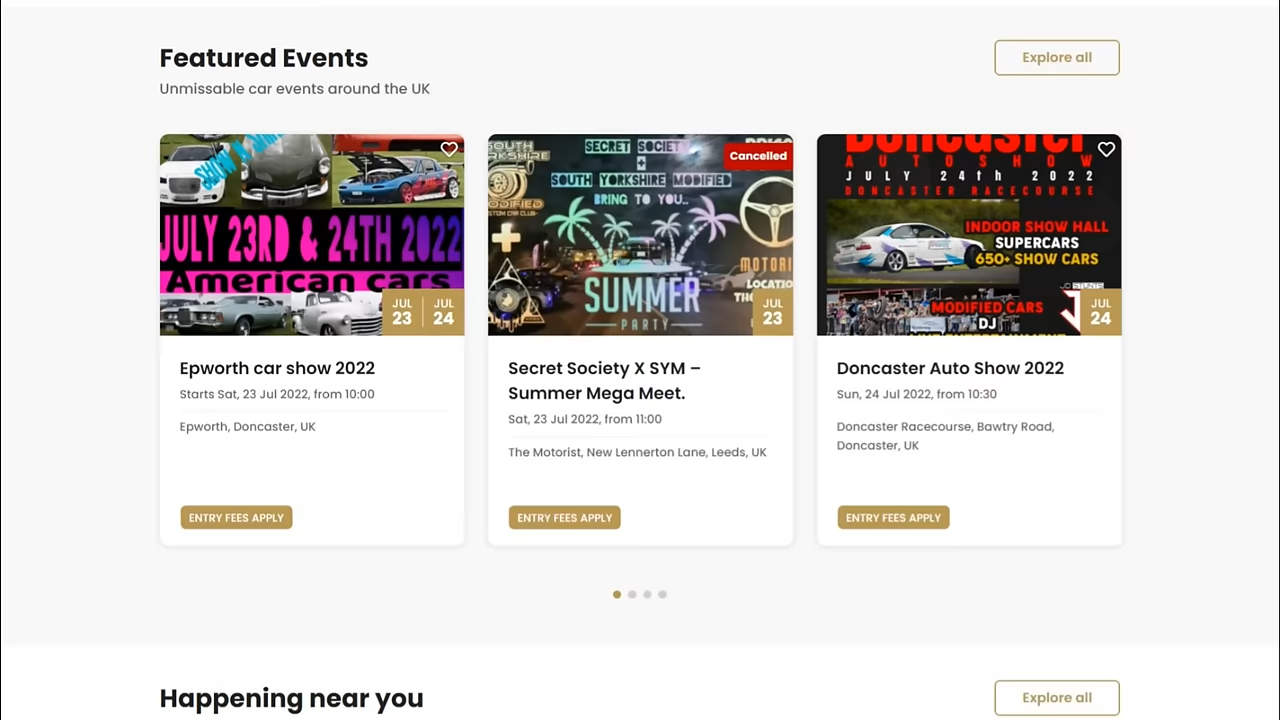 Featured Events
Explore all
Unmissable car events around the UK
JULY 23RD & 24TH 2022
American cars
JUL
23
JUL
24
Epworth car show 2022
Starts Sat, 23 Jul 2022, from 10:00
Epworth, Doncaster, UK
ENTRY FEES APPLY
SECRET SOCIETY
Cancelled
SOUTH YORKSHIRE MODIFIED
BRING TO YOU..
SUMMER
PARTY
JUL
23
Secret Society X SYM –
Summer Mega Meet.
Sat, 23 Jul 2022, from 11:00
The Motorist, New Lennerton Lane, Leeds, UK
ENTRY FEES APPLY
Doncaster
AUTOSHOW
JULY 24th 2022
DONCASTER RACECOURSE
INDOOR SHOW HALL
SUPERCARS
650+ SHOW CARS
MODIFIED CARS
DJ
JUL
24
Doncaster Auto Show 2022
Sun, 24 Jul 2022, from 10:30
Doncaster Racecourse, Bawtry Road,
Doncaster, UK
ENTRY FEES APPLY
Happening near you
Explore all